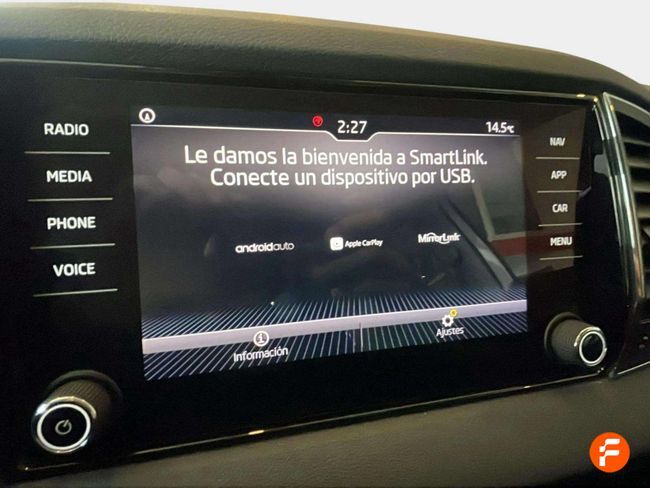 2:27
14.5°C
Le damos la bienvenida a SmartLink.
Conecte un dispositivo por USB.
androidauto
Apple CarPlay
MirrorLink
Información
Ajustes
RADIO
MEDIA
PHONE
VOICE
NAV
APP
CAR
MENU